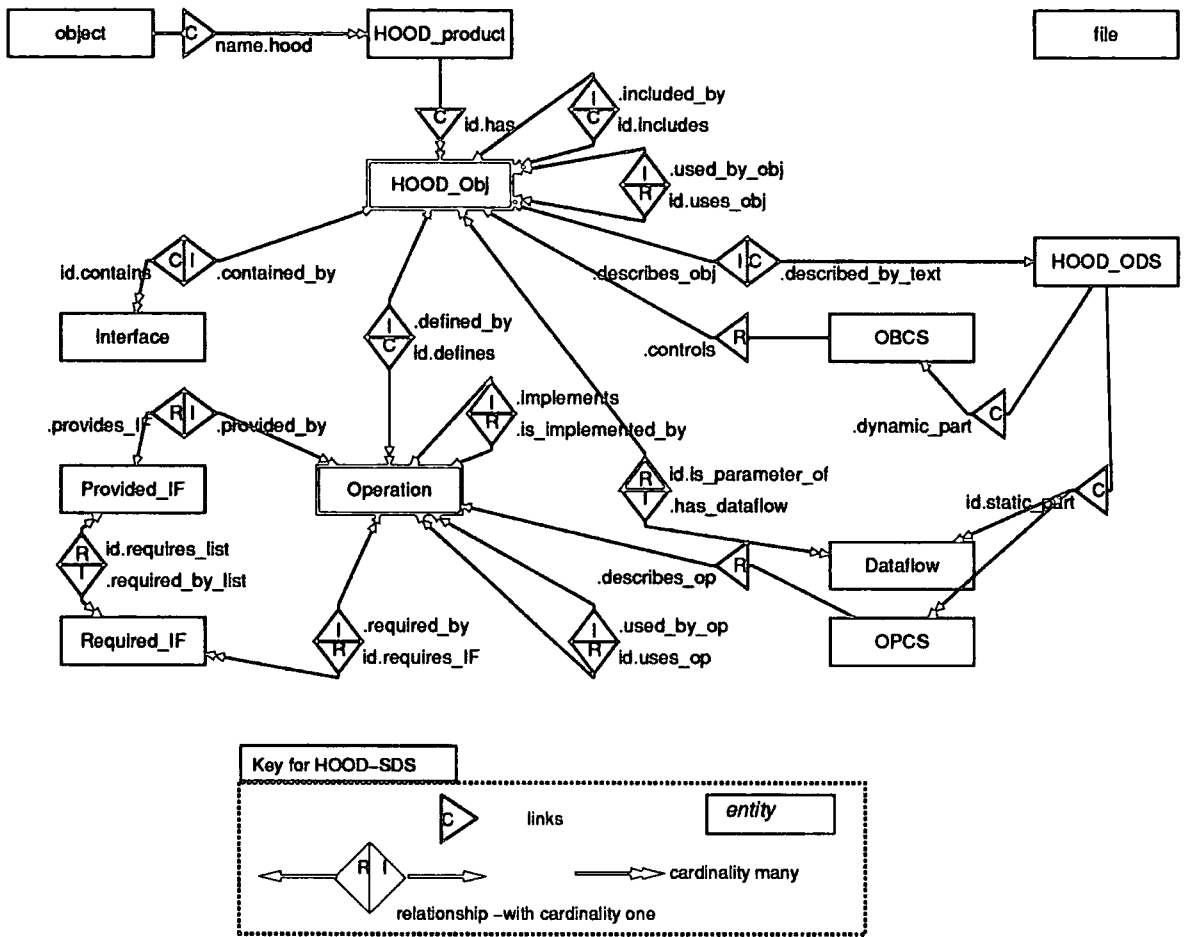 object
C
name.hood
HOOD_product
file
C
id.has
I
C
.included_by
id.includes
HOOD_Obj
I
R
.used_by_obj
id.uses_obj
id.contains
C I
.contained_by
.describes_obj
I C
.described_by_text
HOOD_ODS
Interface
I
C
.defined_by
id.defines
.controls
R
OBCS
.provides_IF
R I
.provided_by
I
R
.implements
.is_implemented_by
.dynamic_part
C
Provided_IF
Operation
R
I
id.is_parameter_of
.has_dataflow
id.static_part
C
R
I
id.requires_list
.required_by_list
.describes_op
R
Dataflow
Required_IF
I
R
.required_by
id.requires_IF
I
R
.used_by_op
id.uses_op
OPCS
Key for HOOD-SDS
C
links
entity
R I
cardinality many
relationship -with cardinality one